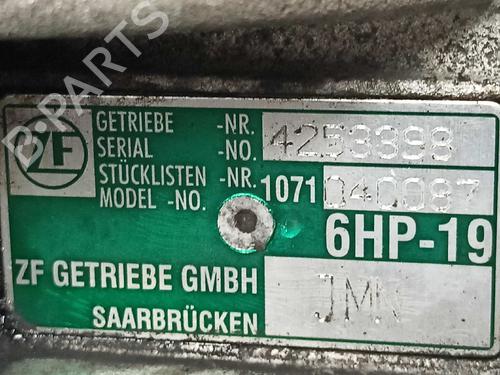 B-PARTS
ZF
GETRIEBE -NR.
SERIAL -NO.
4253398
STÜCKLISTEN -NR.
MODEL -NO.
1071 040087
6HP-19
ZF GETRIEBE GMBH
SAARBRÜCKEN
JMN